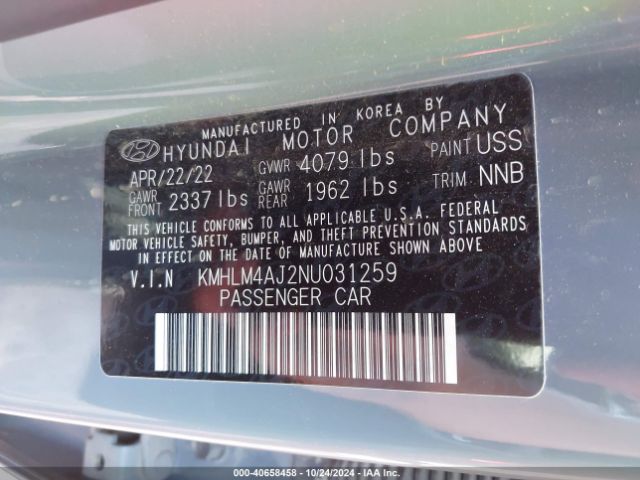 MANUFACTURED IN KOREA BY
HYUNDAI MOTOR COMPANY
APR/22/22 GVWR 4079 lbs PAINT USS
GAWR FRONT 2337 lbs GAWR REAR 1962 lbs TRIM NNB
THIS VEHICLE CONFORMS TO ALL APPLICABLE U.S.A. FEDERAL
MOTOR VEHICLE SAFETY, BUMPER, AND THEFT PREVENTION STANDARDS
IN EFFECT ON THE DATE OF MANUFACTURE SHOWN ABOVE
V.I.N KMHLM4AJ2NU031259
PASSENGER CAR
000-40658458 - 10/24/2024 - IAA Inc.